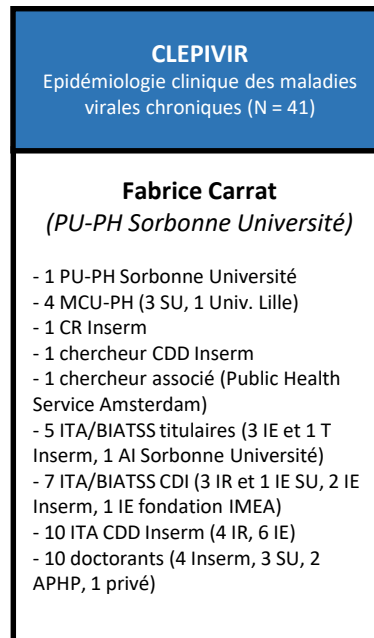 CLEPIVIR
Epidémiologie clinique des maladies
virales chroniques (N = 41)
Fabrice Carrat
(PU-PH Sorbonne Université)
- 1 PU-PH Sorbonne Université
- 4 MCU-PH (3 SU, 1 Univ. Lille)
- 1 CR Inserm
- 1 chercheur CDD Inserm
- 1 chercheur associé (Public Health
Service Amsterdam)
- 5 ITA/BIATSS titulaires (3 IE et 1 T
Inserm, 1 AI Sorbonne Université)
- 7 ITA/BIATSS CDI (3 IR et 1 IE SU, 2 IE
Inserm, 1 IE fondation IMEA)
- 10 ITA CDD Inserm (4 IR, 6 IE)
- 10 doctorants (4 Inserm, 3 SU, 2
APHP, 1 privé)